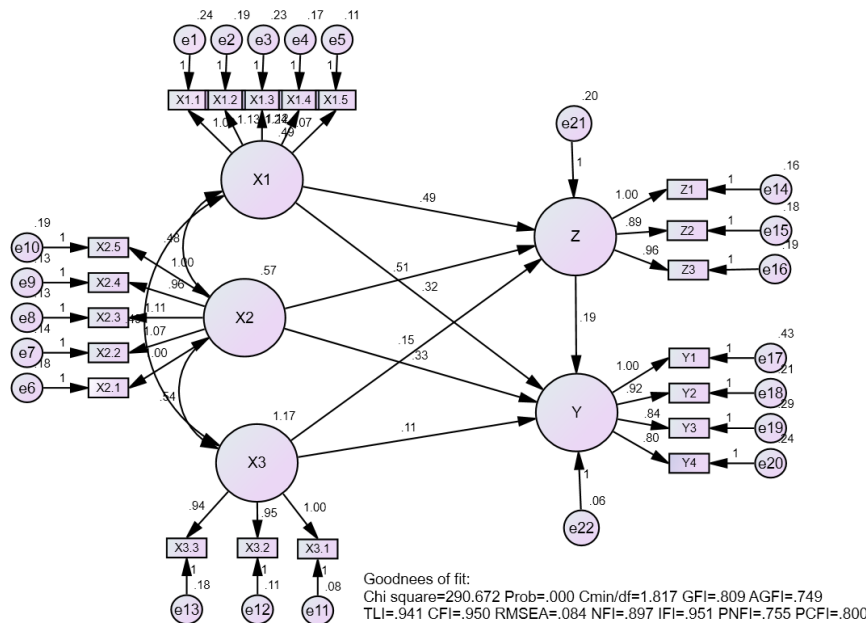 .24 .19 .23 .17 .11
e1 e2 e3 e4 e5
1 1 1 1 1
X1.1 X1.2 X1.3 X1.4 X1.5
.49
X1
.20
e21
1
.49
Z
1.00 Z1 1 e14 .16
.89 Z2 1 e15 .18
.96 Z3 1 e16 .19
.19 e10 1 X2.5 1.00
.13 e9 1 X2.4 .96
.13 e8 1 X2.3 1.11
.14 e7 1 X2.2 1.07
.18 e6 1 X2.1
.48
.57
X2
.51
.32
.15
.33
.19
.54
1.17
X3
.11
Y
1.00 Y1 1 e17 .43
.92 Y2 1 e18 .21
.84 Y3 1 e19 .29
.80 Y4 1 e20 .24
1
.06
e22
.94 .95 1.00
X3.3 X3.2 X3.1
1 1 1
.18 .11 .08
e13 e12 e11
Goodnees of fit:
Chi square=290.672 Prob=.000 Cmin/df=1.817 GFI=.809 AGFI=.749
TLI=.941 CFI=.950 RMSEA=.084 NFI=.897 IFI=.951 PNFI=.755 PCFI=.800